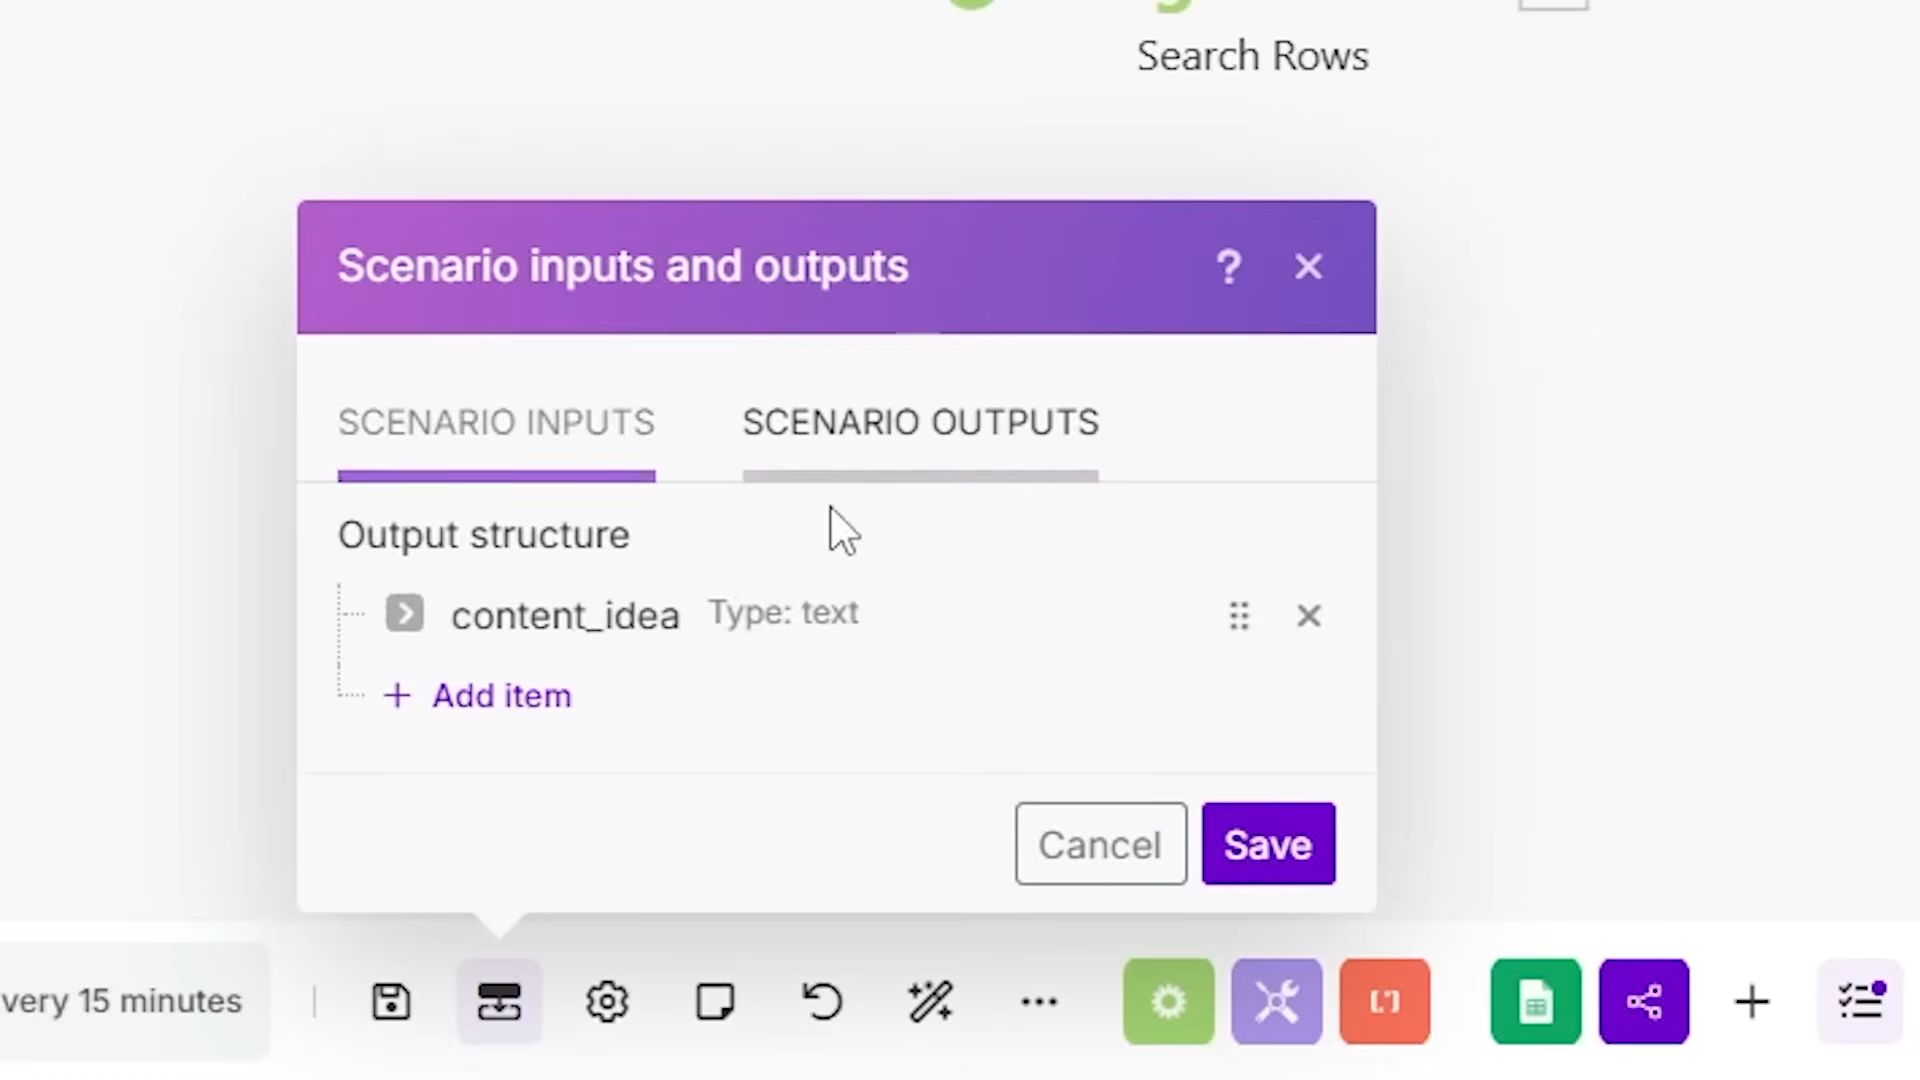 Search Rows
Scenario inputs and outputs ?
SCENARIO INPUTS SCENARIO OUTPUTS
Output structure
content_idea Type: text
+ Add item
Cancel Save
very 15 minutes